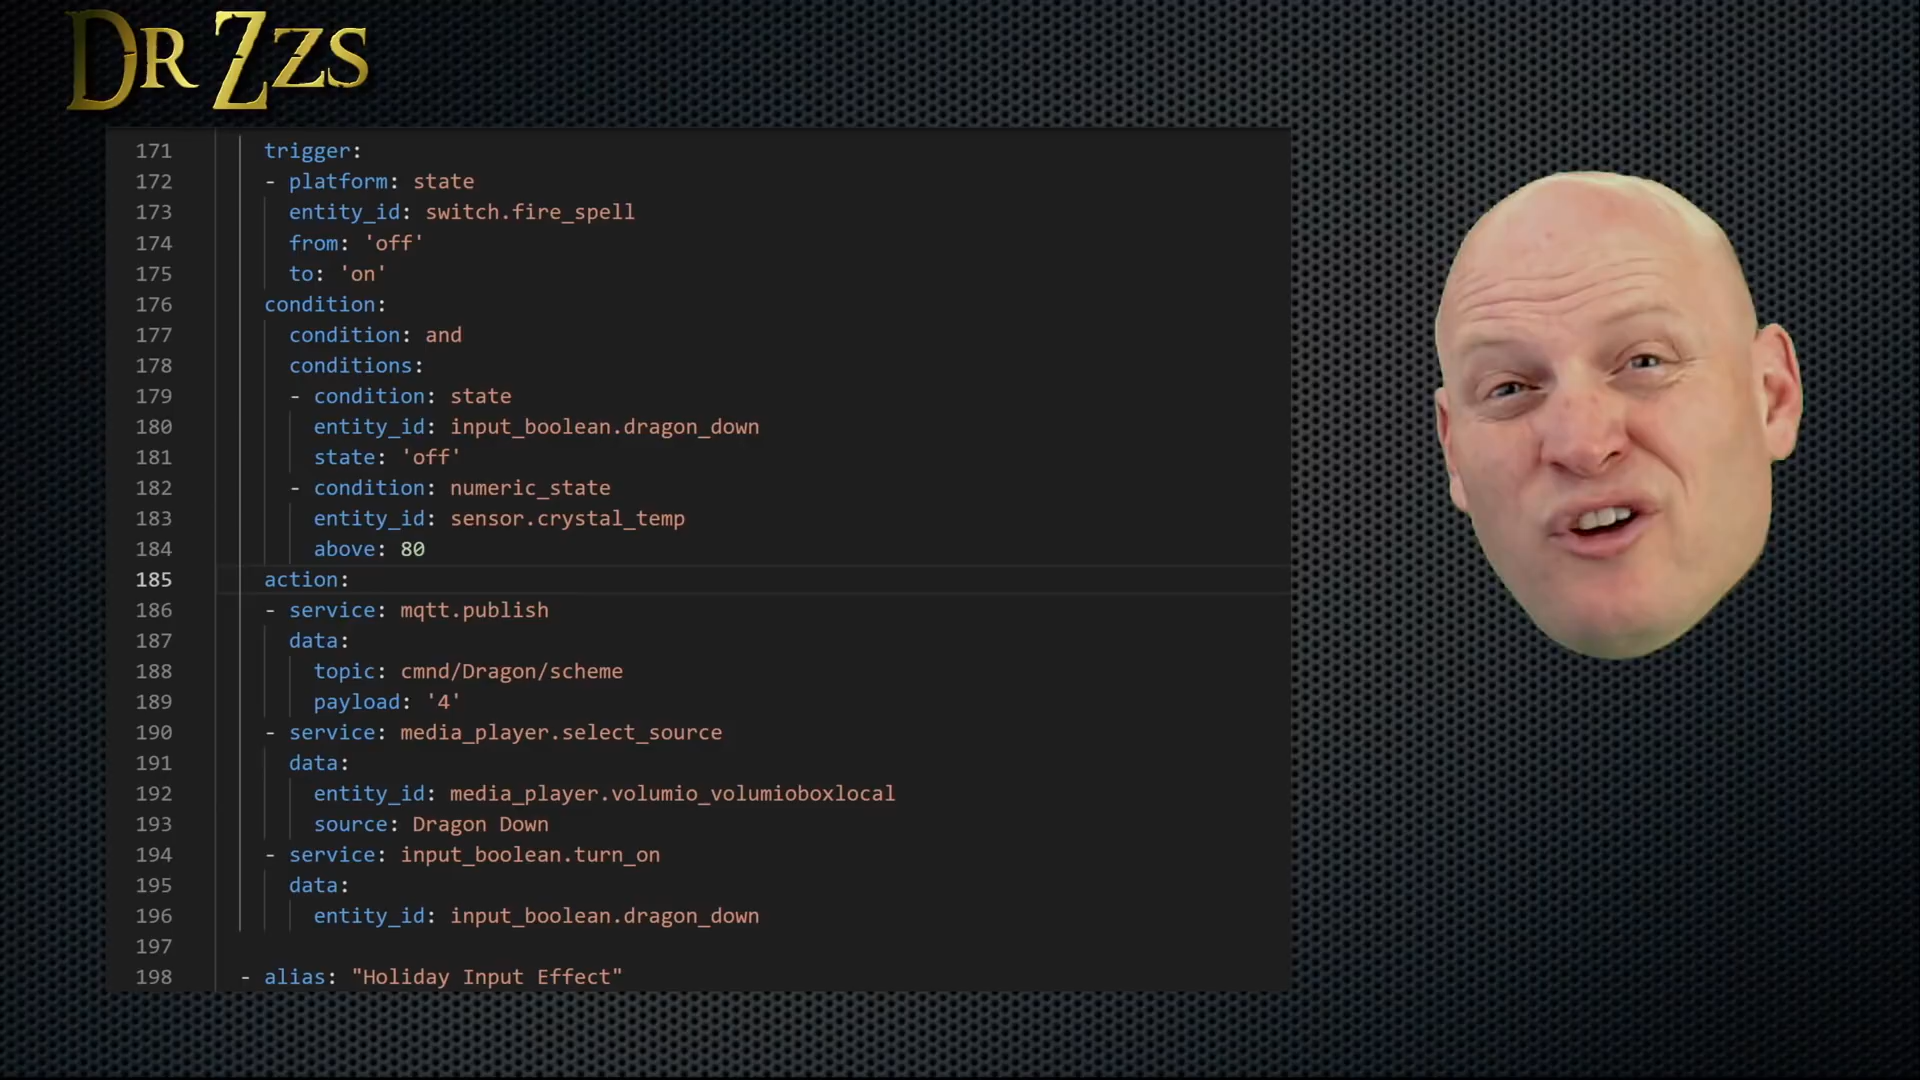 DR ZZS
171 trigger:
172 - platform: state
173 entity_id: switch.fire_spell
174 from: 'off'
175 to: 'on'
176 condition:
177 condition: and
178 conditions:
179 - condition: state
180 entity_id: input_boolean.dragon_down
181 state: 'off'
182 - condition: numeric_state
183 entity_id: sensor.crystal_temp
184 above: 80
185 action:
186 - service: mqtt.publish
187 data:
188 topic: cmnd/Dragon/scheme
189 payload: '4'
190 - service: media_player.select_source
191 data:
192 entity_id: media_player.volumio_volumioboxlocal
193 source: Dragon Down
194 - service: input_boolean.turn_on
195 data:
196 entity_id: input_boolean.dragon_down
197
198 - alias: "Holiday Input Effect"